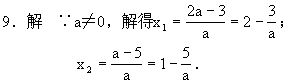 9．解　∵a≠0，解得x₁ = (2a－3)/a = 2－3/a；
x₂ = (a－5)/a = 1－5/a．